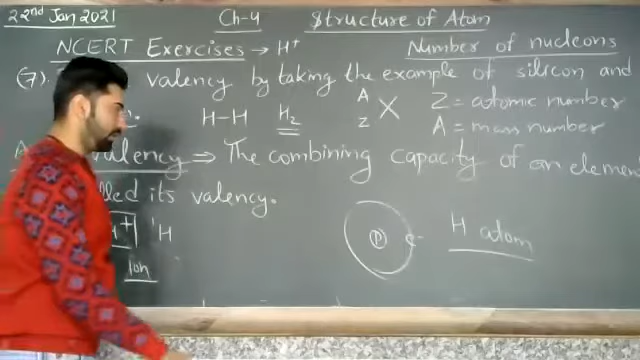 22nd Jan 2021 Ch-4 Structure of Atom
NCERT Exercises → H+ Number of nucleons
(7). valency by taking the example of silicon and
H-H H2 A Z X Z = atomic number
A = mass number
valency ⇒ The combining capacity of an elemen
its valency.
+ 1H P e- H atom
Ion